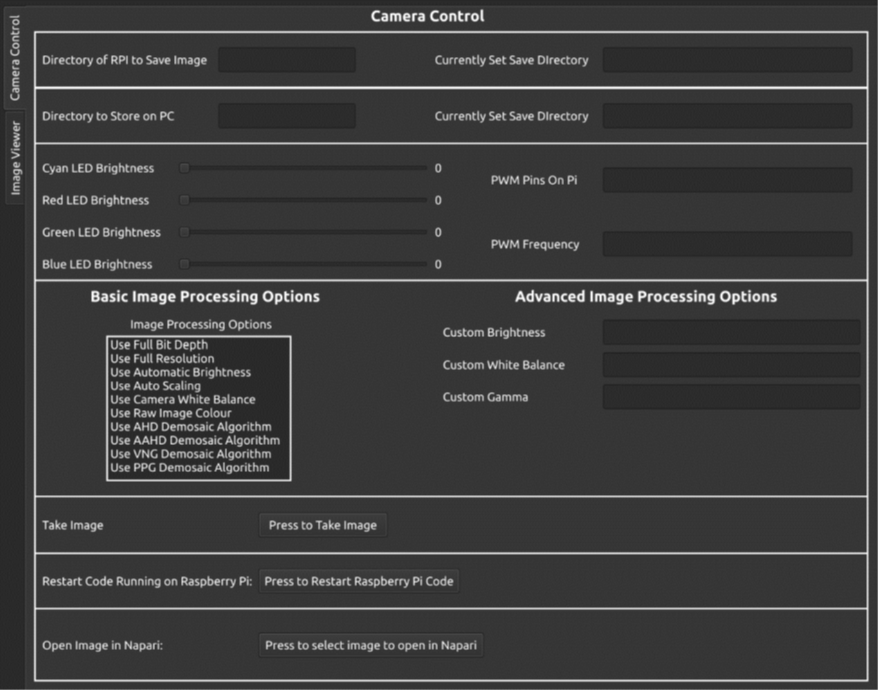 Camera Control
Camera Control
Image Viewer
Directory of RPI to Save Image
Currently Set Save DIrectory
Directory to Store on PC
Currently Set Save DIrectory
Cyan LED Brightness 0
Red LED Brightness 0
Green LED Brightness 0
Blue LED Brightness 0
PWM Pins On Pi
PWM Frequency
Basic Image Processing Options
Image Processing Options
Use Full Bit Depth
Use Full Resolution
Use Automatic Brightness
Use Auto Scaling
Use Camera White Balance
Use Raw Image Colour
Use AHD Demosaic Algorithm
Use AAHD Demosaic Algorithm
Use VNG Demosaic Algorithm
Use PPG Demosaic Algorithm
Advanced Image Processing Options
Custom Brightness
Custom White Balance
Custom Gamma
Take Image
Press to Take Image
Restart Code Running on Raspberry Pi:
Press to Restart Raspberry Pi Code
Open Image in Napari:
Press to select image to open in Napari